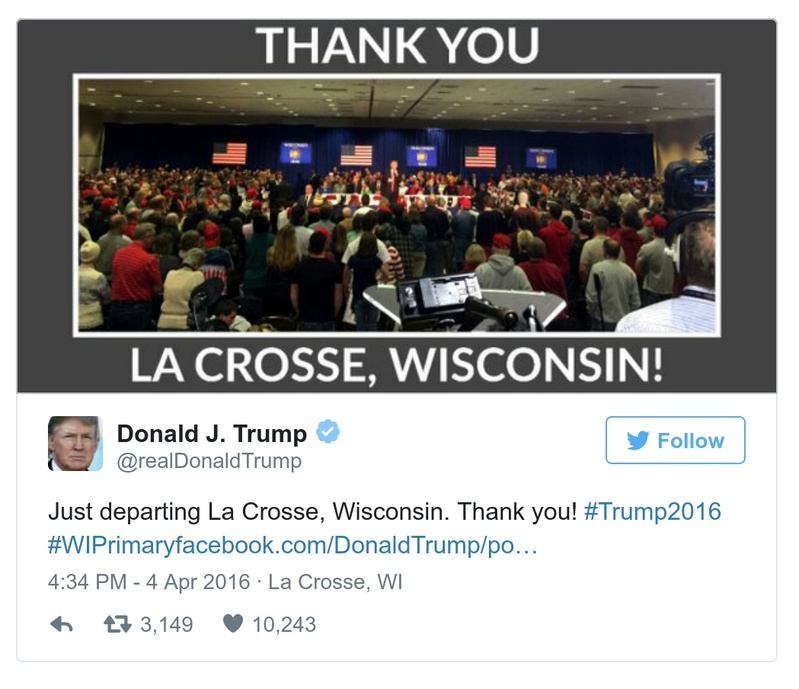 THANK YOU
LA CROSSE, WISCONSIN!
Donald J. Trump
@realDonaldTrump
Follow
Just departing La Crosse, Wisconsin. Thank you! #Trump2016
#WIPrimaryfacebook.com/DonaldTrump/po…
4:34 PM - 4 Apr 2016 · La Crosse, WI
3,149 10,243